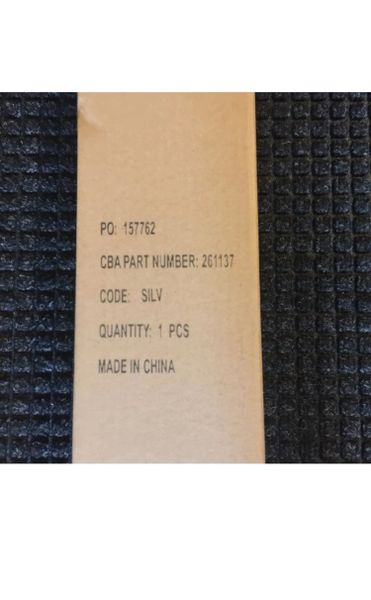 PO: 157762
CBA PART NUMBER: 261137
CODE: SILV
QUANTITY: 1 PCS
MADE IN CHINA